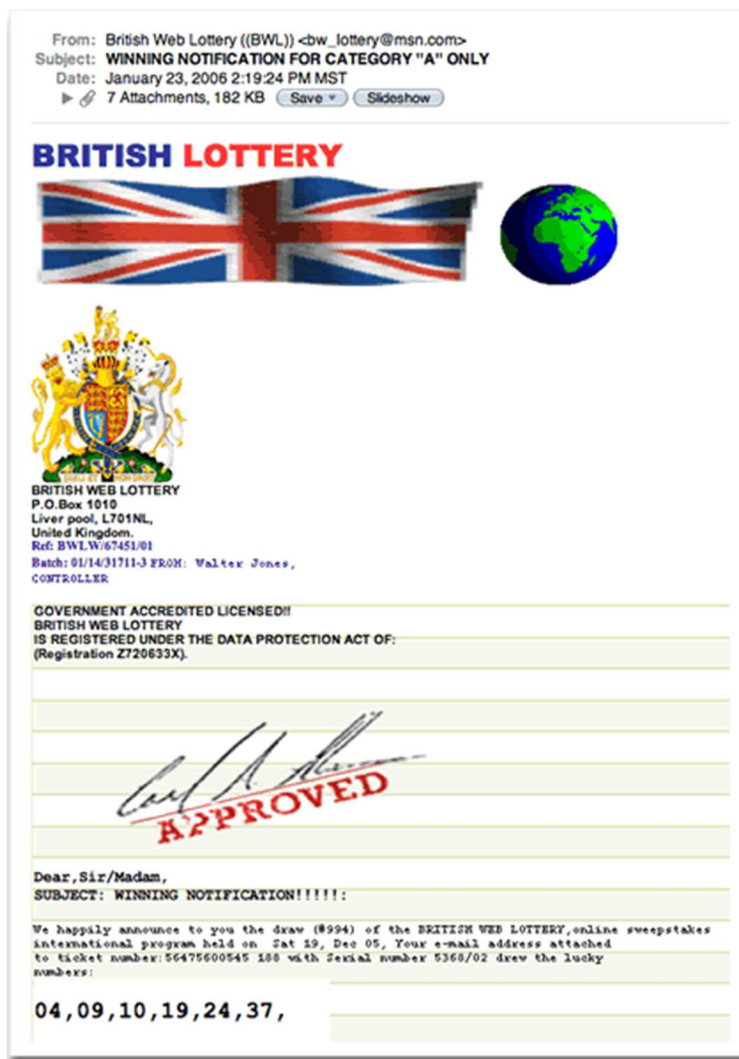 From: British Web Lottery ((BWL)) <bw_lottery@msn.com>
Subject: WINNING NOTIFICATION FOR CATEGORY "A" ONLY
Date: January 23, 2006 2:19:24 PM MST
7 Attachments, 182 KB Save Slideshow
BRITISH LOTTERY
DIEU ET MON DROIT
BRITISH WEB LOTTERY
P.O.Box 1010
Liver pool, L701NL,
United Kingdom.
Ref: BWLW/67451/01
Batch: 01/14/31711-3 FROM: Walter Jones,
CONTROLLER
GOVERNMENT ACCREDITED LICENSED!!
BRITISH WEB LOTTERY
IS REGISTERED UNDER THE DATA PROTECTION ACT OF:
(Registration Z720633X).
APPROVED
Dear,Sir/Madam,
SUBJECT: WINNING NOTIFICATION!!!!!:
We happily announce to you the draw (#994) of the BRITISH WEB LOTTERY,online sweepstakes
international program held on Sat 19, Dec 05, Your e-mail address attached
to ticket number:56475600545 188 with Serial number 5368/02 drew the lucky
numbers:
04,09,10,19,24,37,